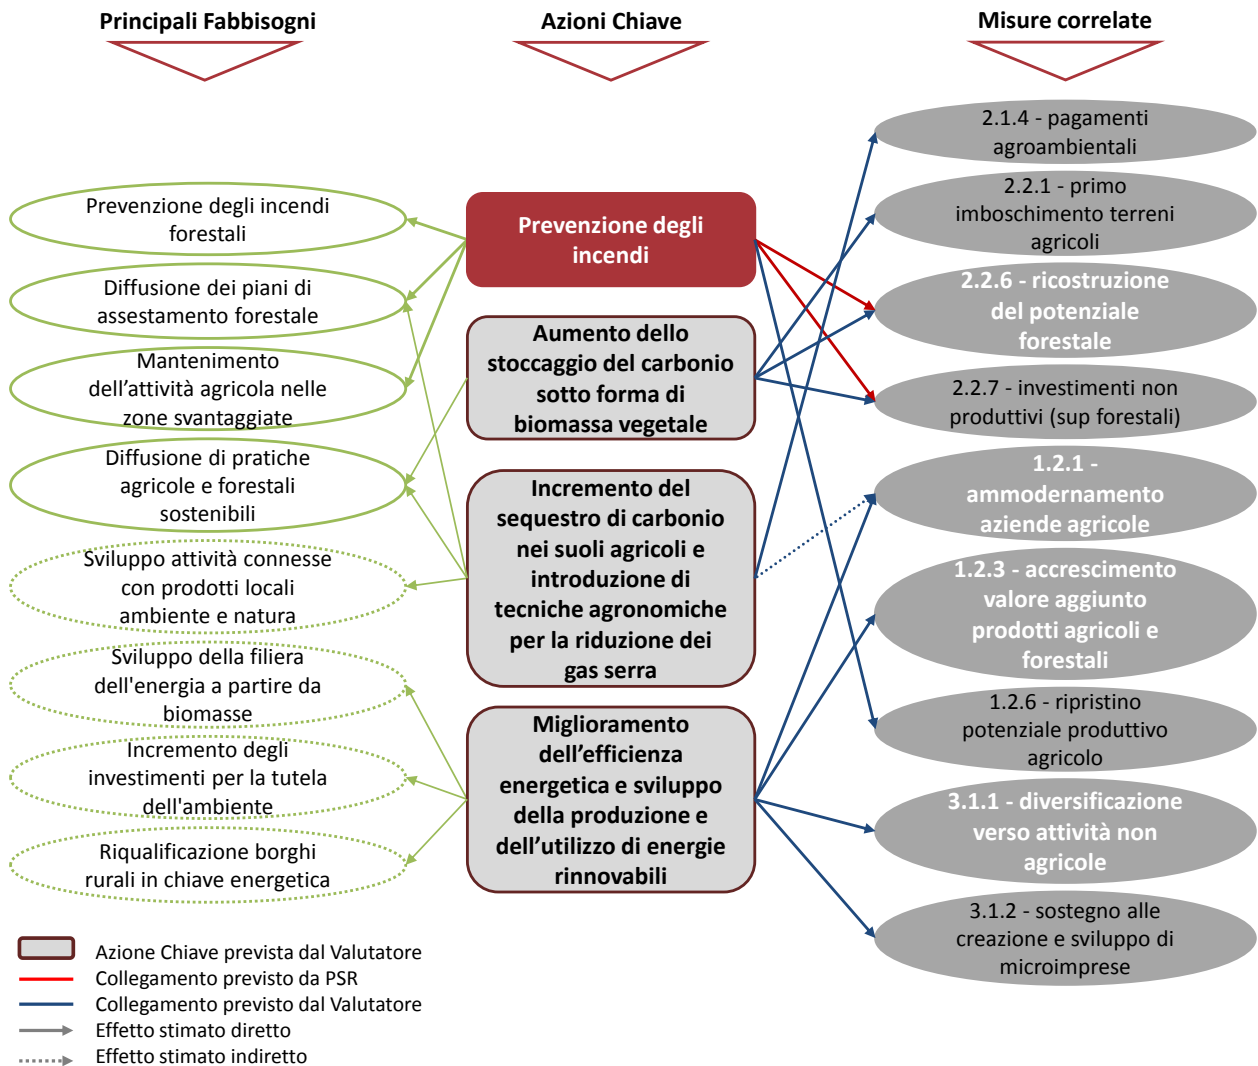 Principali Fabbisogni
Azioni Chiave
Misure correlate
Prevenzione degli incendi
forestali
Diffusione dei piani di
assestamento forestale
Mantenimento
dell'attività agricola nelle
zone svantaggiate
Diffusione di pratiche
agricole e forestali
sostenibili
Sviluppo attività connesse
con prodotti locali
ambiente e natura
Sviluppo della filiera
dell'energia a partire da
biomasse
Incremento degli
investimenti per la tutela
dell'ambiente
Riqualificazione borghi
rurali in chiave energetica
Prevenzione degli
incendi
Aumento dello
stoccaggio del carbonio
sotto forma di
biomassa vegetale
Incremento del
sequestro di carbonio
nei suoli agricoli e
introduzione di
tecniche agronomiche
per la riduzione dei
gas serra
Miglioramento
dell'efficienza
energetica e sviluppo
della produzione e
dell'utilizzo di energie
rinnovabili
2.1.4 - pagamenti
agroambientali
2.2.1 - primo
imboschimento terreni
agricoli
2.2.6 - ricostruzione
del potenziale
forestale
2.2.7 - investimenti non
produttivi (sup forestali)
1.2.1 -
ammodernamento
aziende agricole
1.2.3 - accrescimento
valore aggiunto
prodotti agricoli e
forestali
1.2.6 - ripristino
potenziale produttivo
agricolo
3.1.1 - diversificazione
verso attività non
agricole
3.1.2 - sostegno alle
creazione e sviluppo di
microimprese
Azione Chiave prevista dal Valutatore
Collegamento previsto da PSR
Collegamento previsto dal Valutatore
Effetto stimato diretto
Effetto stimato indiretto